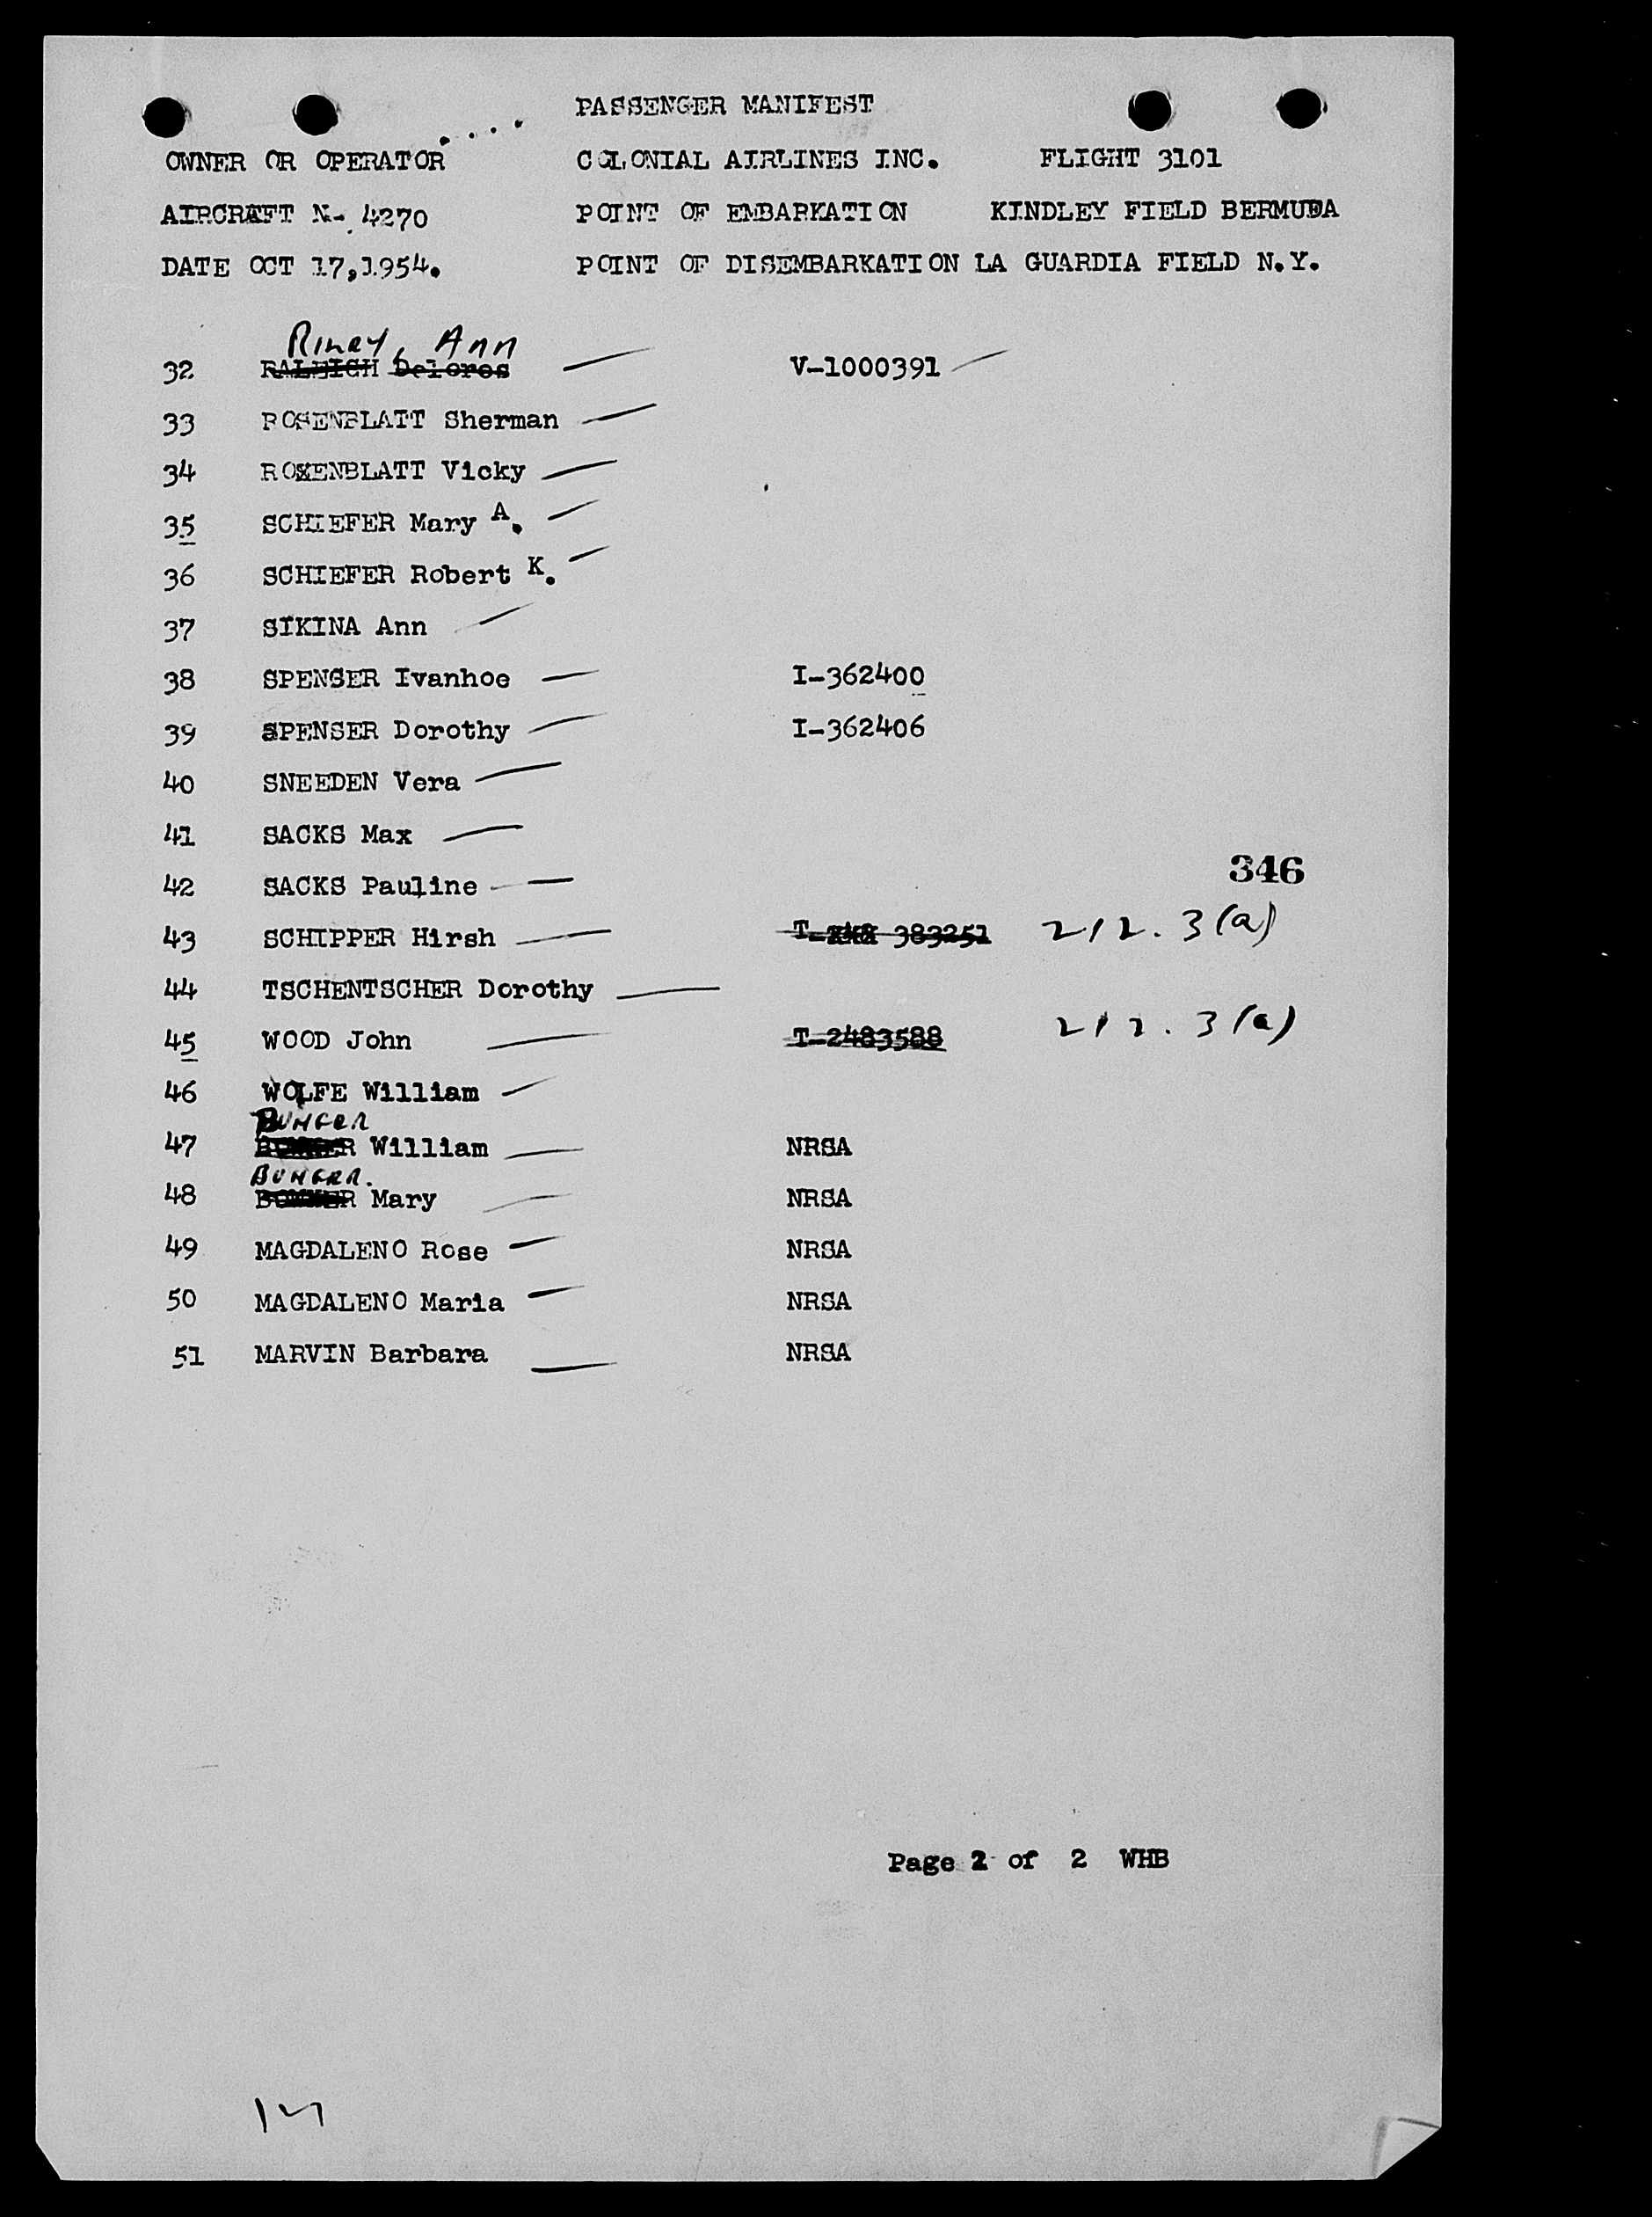 PASSENGER MANIFEST
OWNER OR OPERATOR COLONIAL AIRLINES INC. FLIGHT 3101
AIRCRAFT N- 4270 POINT OF EMBARKATION KINDLEY FIELD BERMUDA
DATE OCT 17,1954. POINT OF DISEMBARKATION LA GUARDIA FIELD N.Y.
Riney, Ann
32 RALEIGH Delores V-1000391
33 ROSENBLATT Sherman
34 ROSENBLATT Vicky
35 SCHIEFER Mary A.
36 SCHIEFER Robert K.
37 SIKINA Ann
38 SPENSER Ivanhoe I-362400
39 SPENSER Dorothy I-362406
40 SNEEDEN Vera
41 SACKS Max
42 SACKS Pauline
346
43 SCHIPPER Hirsh T- 383251 212.3(a)
44 TSCHENTSCHER Dorothy
45 WOOD John T-2483588 212.3(a)
46 WOLFE William
BUNGER
47 William NRSA
BUNGER.
48 Mary NRSA
49 MAGDALENO Rose NRSA
50 MAGDALENO Maria NRSA
51 MARVIN Barbara NRSA
Page 2 of 2 WHB